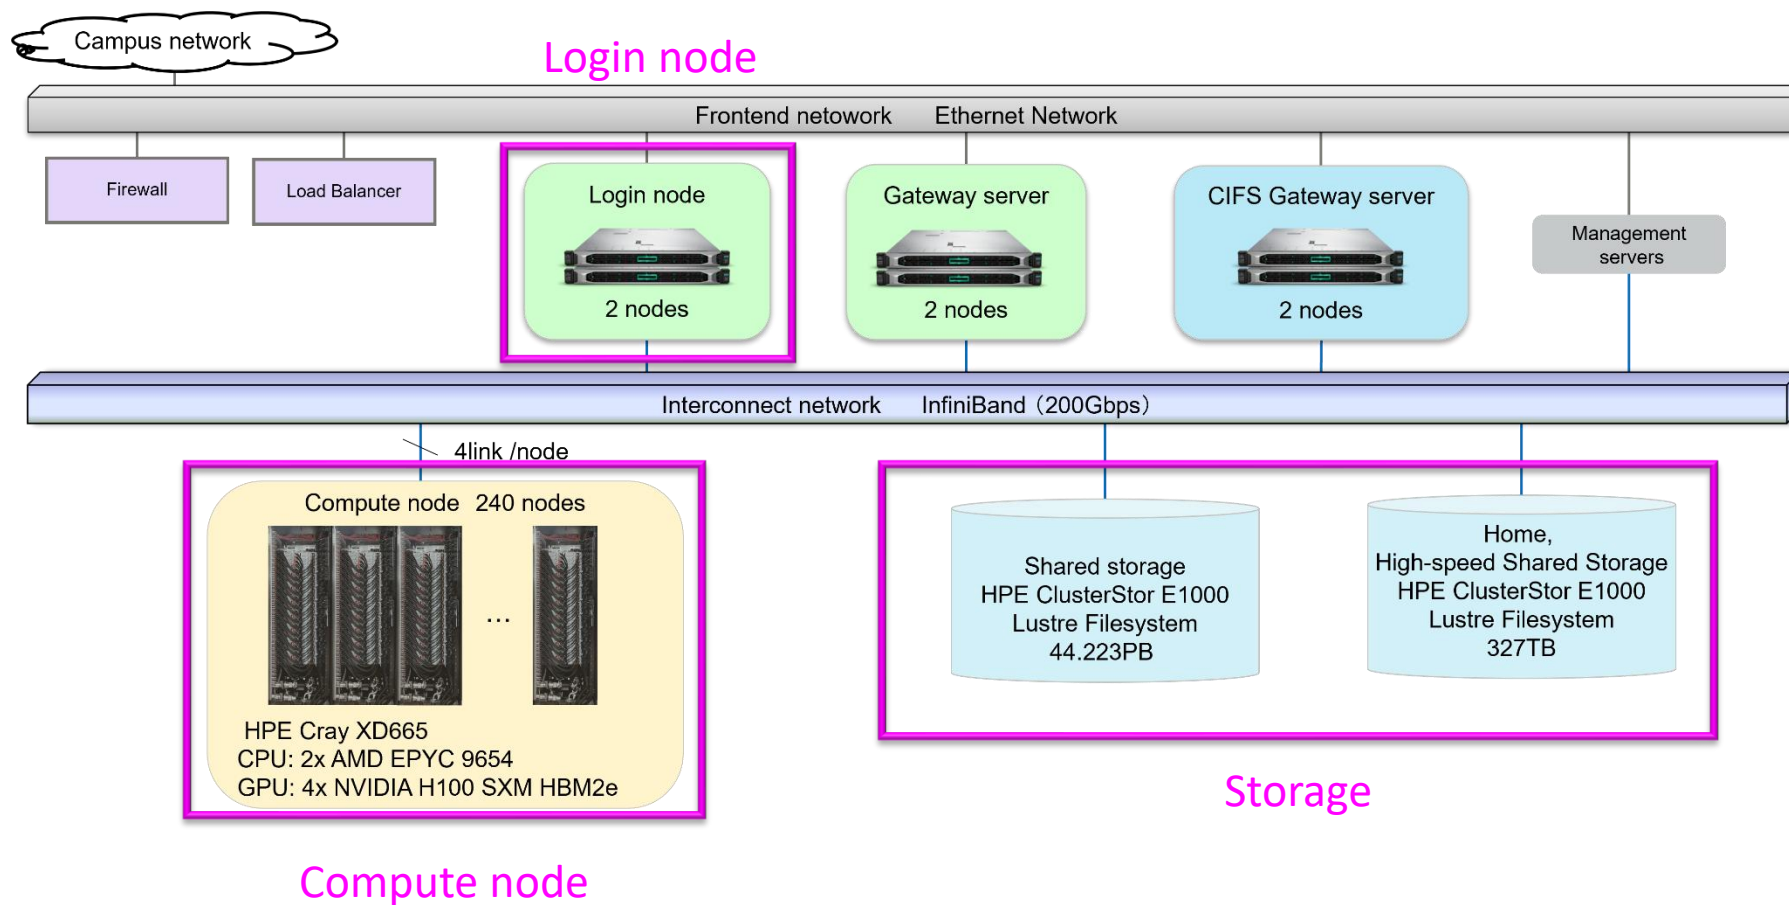 Campus network
Login node
Frontend netowork Ethernet Network
Firewall
Load Balancer
Login node
2 nodes
Gateway server
2 nodes
CIFS Gateway server
2 nodes
Management
servers
Interconnect network InfiniBand（200Gbps）
4link /node
Compute node 240 nodes
...
HPE Cray XD665
CPU: 2x AMD EPYC 9654
GPU: 4x NVIDIA H100 SXM HBM2e
Shared storage
HPE ClusterStor E1000
Lustre Filesystem
44.223PB
Home,
High-speed Shared Storage
HPE ClusterStor E1000
Lustre Filesystem
327TB
Storage
Compute node